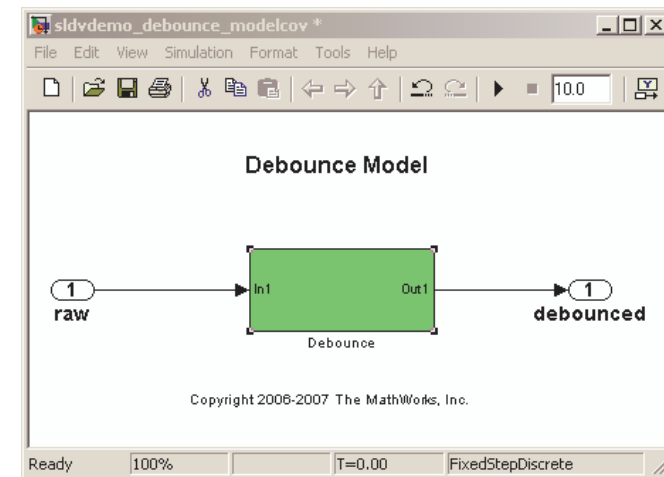 sldvdemo_debounce_modelcov *
File Edit View Simulation Format Tools Help
10.0
Debounce Model
1 In1 Out1 1
raw debounced
Debounce
Copyright 2006-2007 The MathWorks, Inc.
Ready 100% T=0.00 FixedStepDiscrete